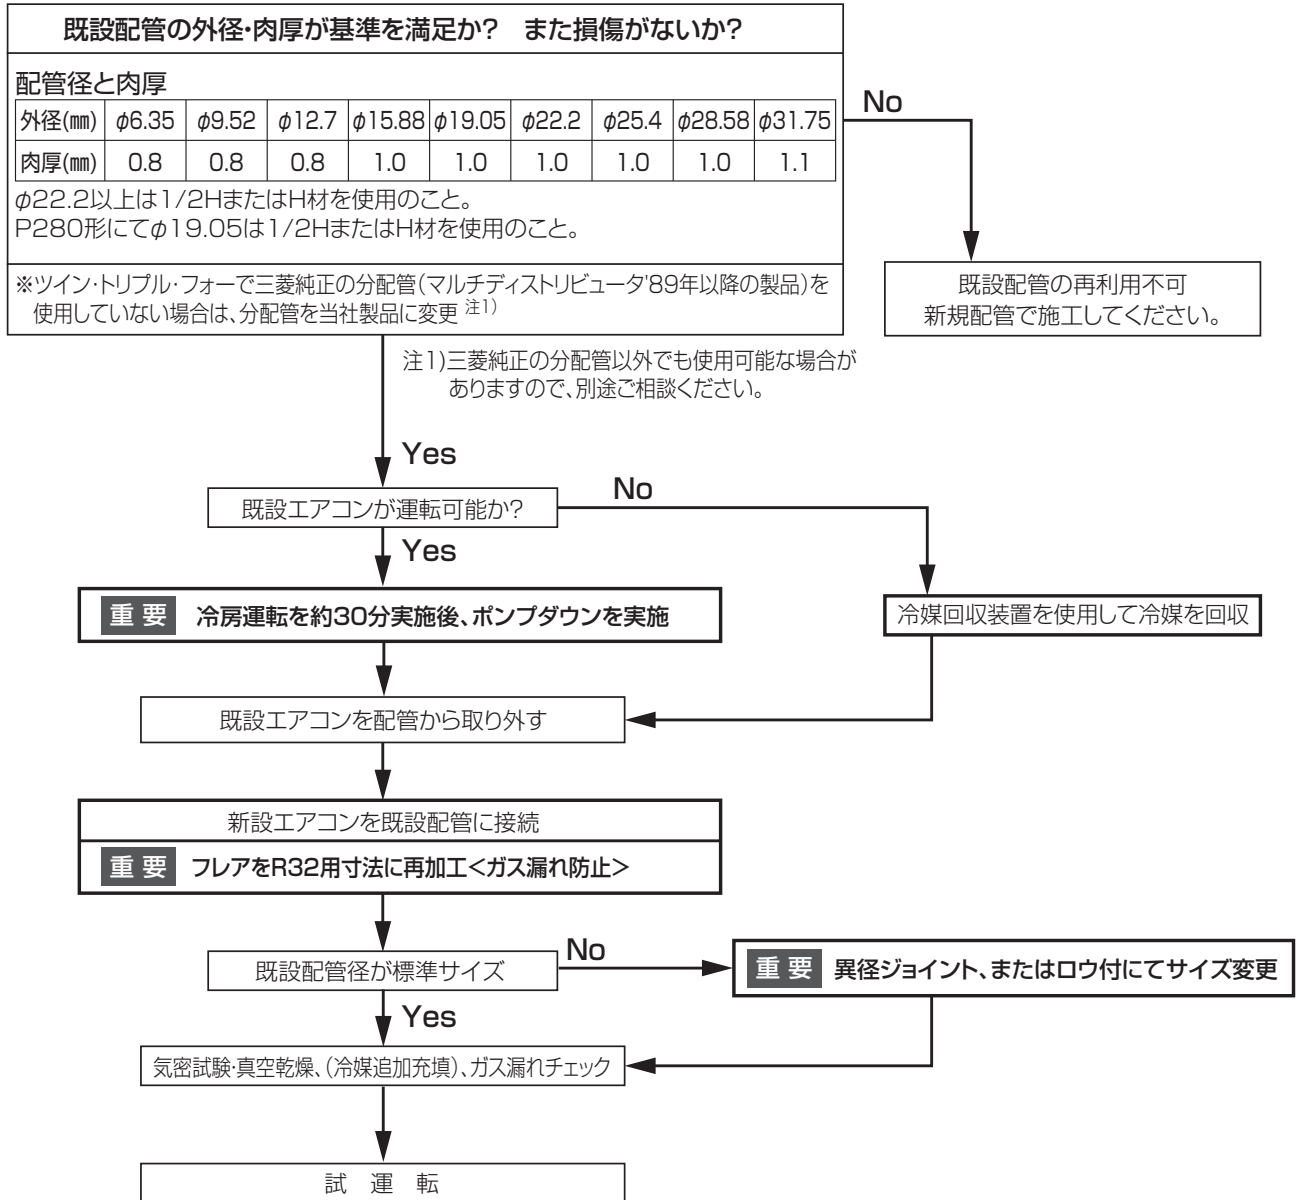 既設配管の外径・肉厚が基準を満足か?　また損傷がないか?
配管径と肉厚
外径(㎜) φ6.35 φ9.52 φ12.7 φ15.88 φ19.05 φ22.2 φ25.4 φ28.58 φ31.75
肉厚(㎜) 0.8 0.8 0.8 1.0 1.0 1.0 1.0 1.0 1.1
φ22.2以上は1/2HまたはH材を使用のこと。
P280形にてφ19.05は1/2HまたはH材を使用のこと。
※ツイン・トリプル・フォーで三菱純正の分配管(マルチディストリビュータ'89年以降の製品)を
使用していない場合は、分配管を当社製品に変更 注1)
No
既設配管の再利用不可
新規配管で施工してください。
注1)三菱純正の分配管以外でも使用可能な場合が
ありますので、別途ご相談ください。
Yes
既設エアコンが運転可能か?
No
Yes
重要 冷房運転を約30分実施後、ポンプダウンを実施
冷媒回収装置を使用して冷媒を回収
既設エアコンを配管から取り外す
新設エアコンを既設配管に接続
重要 フレアをR32用寸法に再加工<ガス漏れ防止>
既設配管径が標準サイズ
No
重要 異径ジョイント、またはロウ付にてサイズ変更
Yes
気密試験・真空乾燥、(冷媒追加充填)、ガス漏れチェック
試　運　転